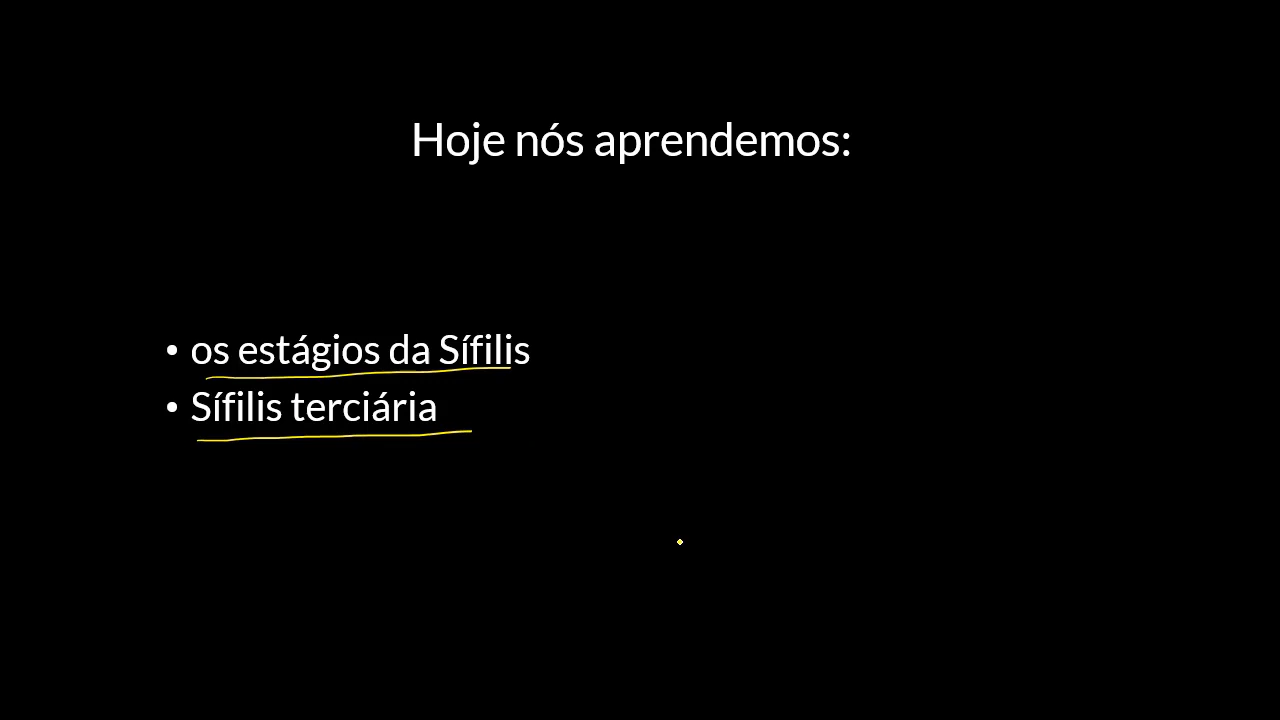 Hoje nós aprendemos:
• os estágios da Sífilis
• Sífilis terciária